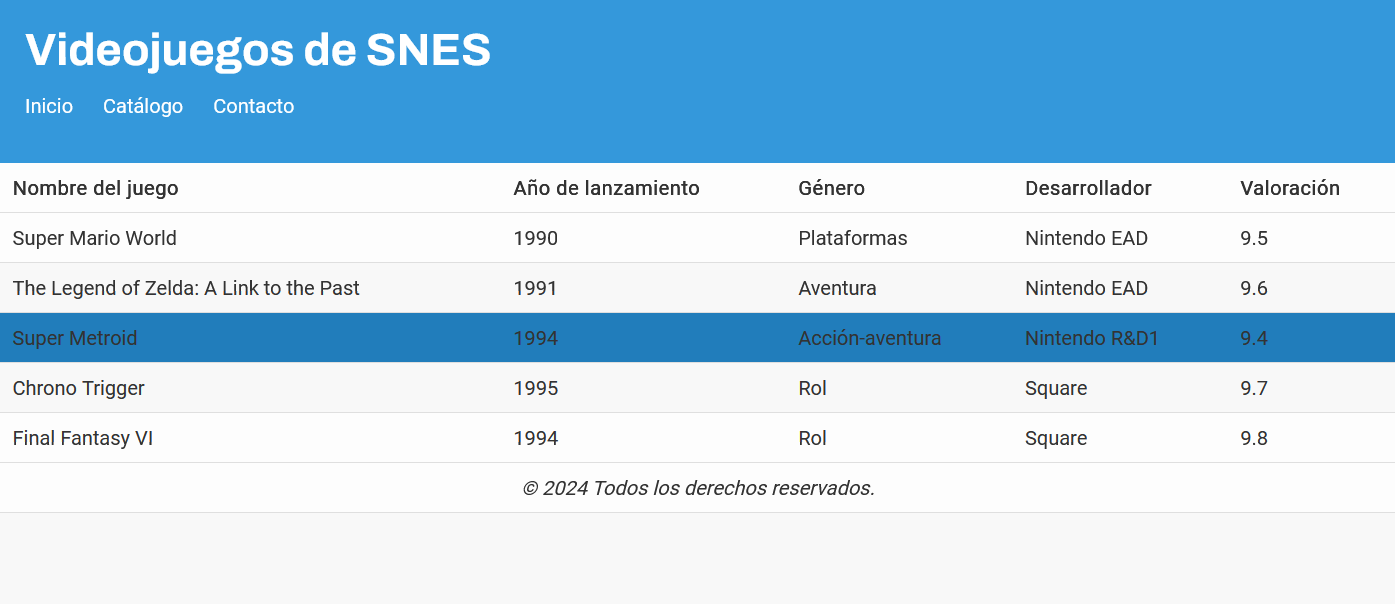 Videojuegos de SNES
Inicio Catálogo Contacto
Nombre del juego Año de lanzamiento Género Desarrollador Valoración
Super Mario World 1990 Plataformas Nintendo EAD 9.5
The Legend of Zelda: A Link to the Past 1991 Aventura Nintendo EAD 9.6
Super Metroid 1994 Acción-aventura Nintendo R&D1 9.4
Chrono Trigger 1995 Rol Square 9.7
Final Fantasy VI 1994 Rol Square 9.8
© 2024 Todos los derechos reservados.